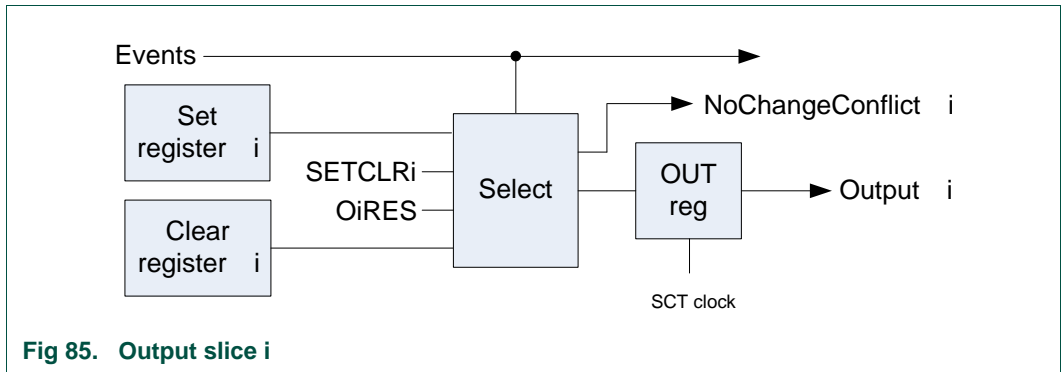 Events
Set
register i
NoChangeConflict i
SETCLRi
Select
OUT
reg
Output i
OiRES
Clear
register i
SCT clock
Fig 85. Output slice i